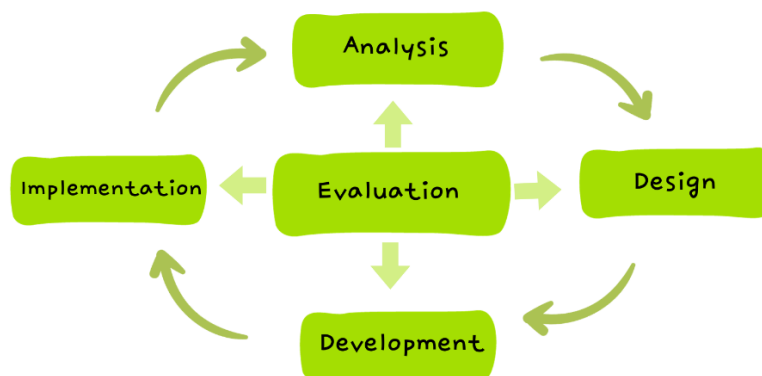 Analysis
Implementation
Evaluation
Design
Development